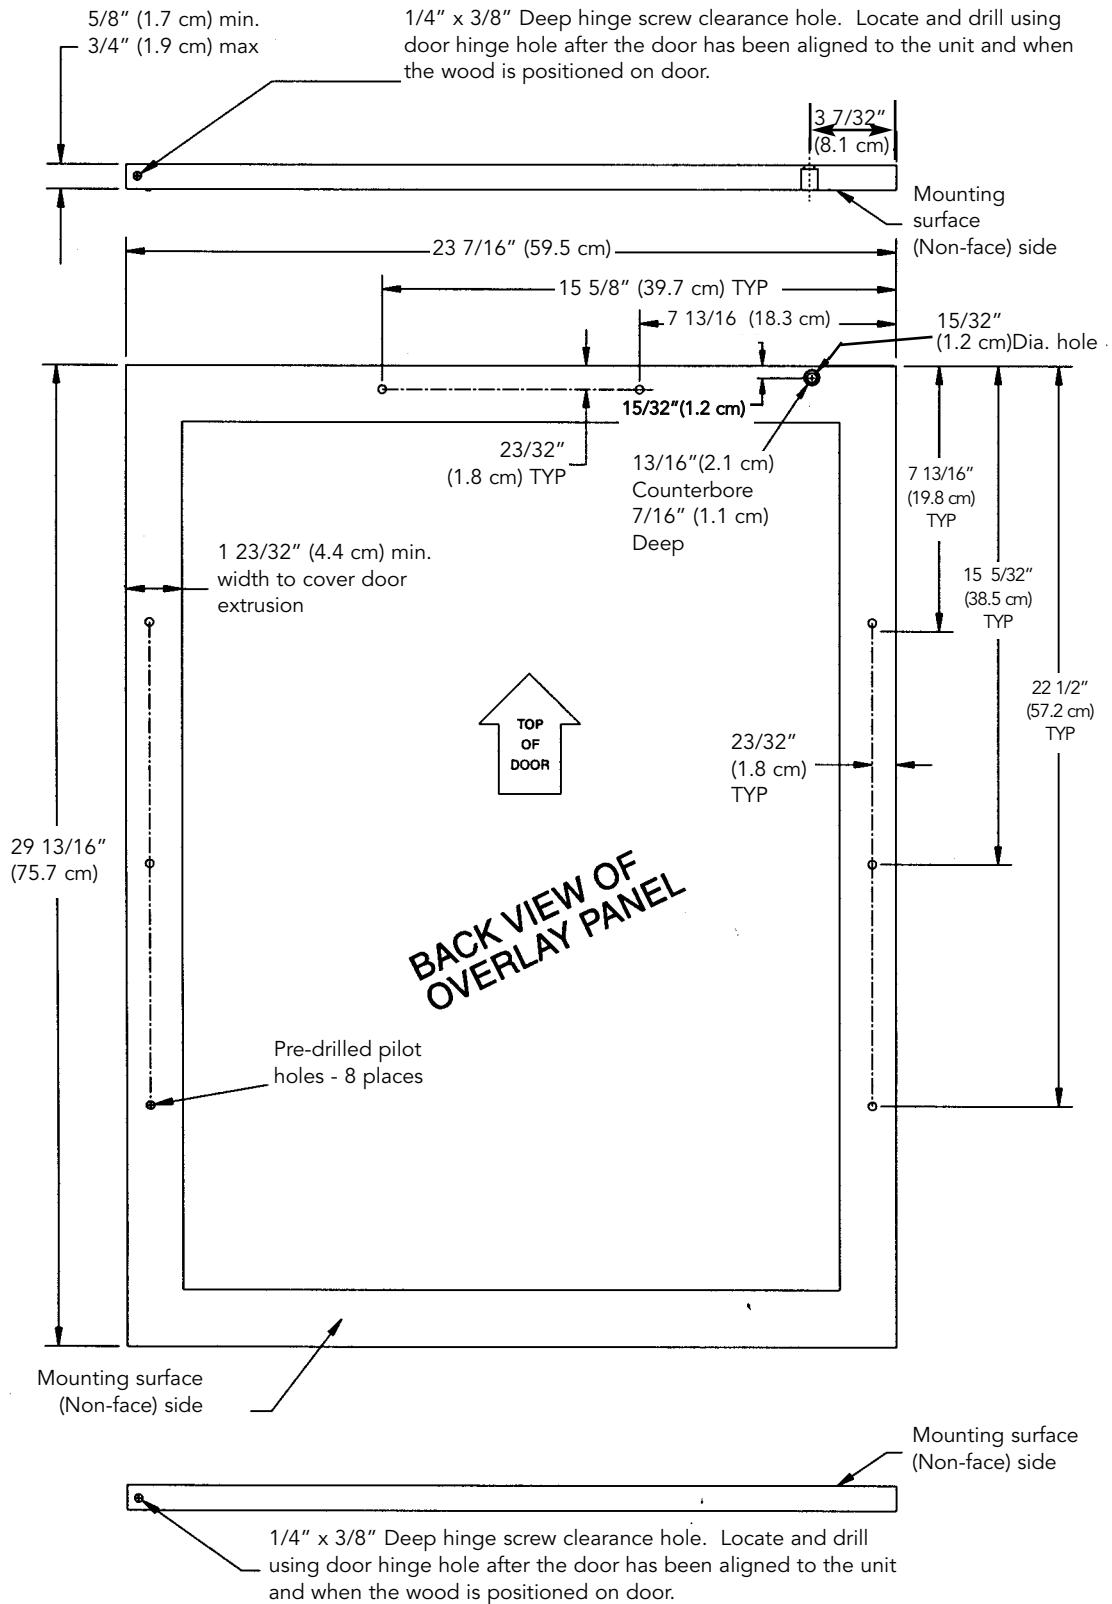 5/8” (1.7 cm) min.
3/4” (1.9 cm) max
1/4” x 3/8” Deep hinge screw clearance hole.  Locate and drill using
door hinge hole after the door has been aligned to the unit and when
the wood is positioned on door.
3 7/32”
(8.1 cm)
Mounting
surface
(Non-face) side
23 7/16” (59.5 cm)
15 5/8” (39.7 cm) TYP
7 13/16  (18.3 cm)
15/32”
(1.2 cm)Dia. hole
15/32”(1.2 cm)
23/32”
(1.8 cm) TYP
13/16”(2.1 cm)
Counterbore
7/16” (1.1 cm)
Deep
7 13/16”
(19.8 cm)
TYP
1 23/32” (4.4 cm) min.
width to cover door
extrusion
15  5/32”
(38.5 cm)
TYP
22 1/2”
(57.2 cm)
TYP
TOP
OF
DOOR
23/32”
(1.8 cm)
TYP
29 13/16”
(75.7 cm)
BACK VIEW OF
OVERLAY PANEL
Pre-drilled pilot
holes - 8 places
Mounting surface
(Non-face) side
Mounting surface
(Non-face) side
1/4” x 3/8” Deep hinge screw clearance hole.  Locate and drill
using door hinge hole after the door has been aligned to the unit
and when the wood is positioned on door.